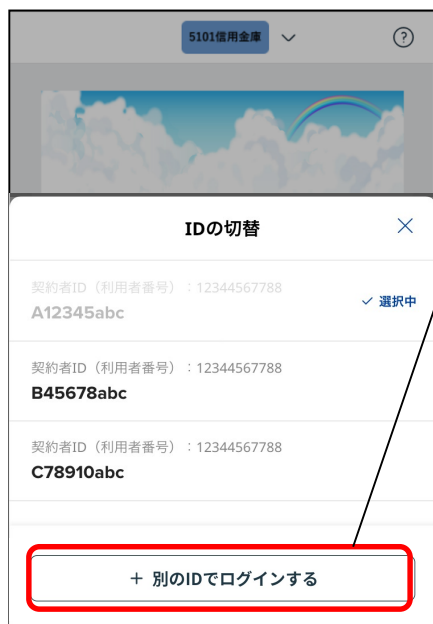 5101信用金庫
?
IDの切替
契約者ID（利用者番号）：12344567788
A12345abc
✓ 選択中
契約者ID（利用者番号）：12344567788
B45678abc
契約者ID（利用者番号）：12344567788
C78910abc
＋ 別のIDでログインする